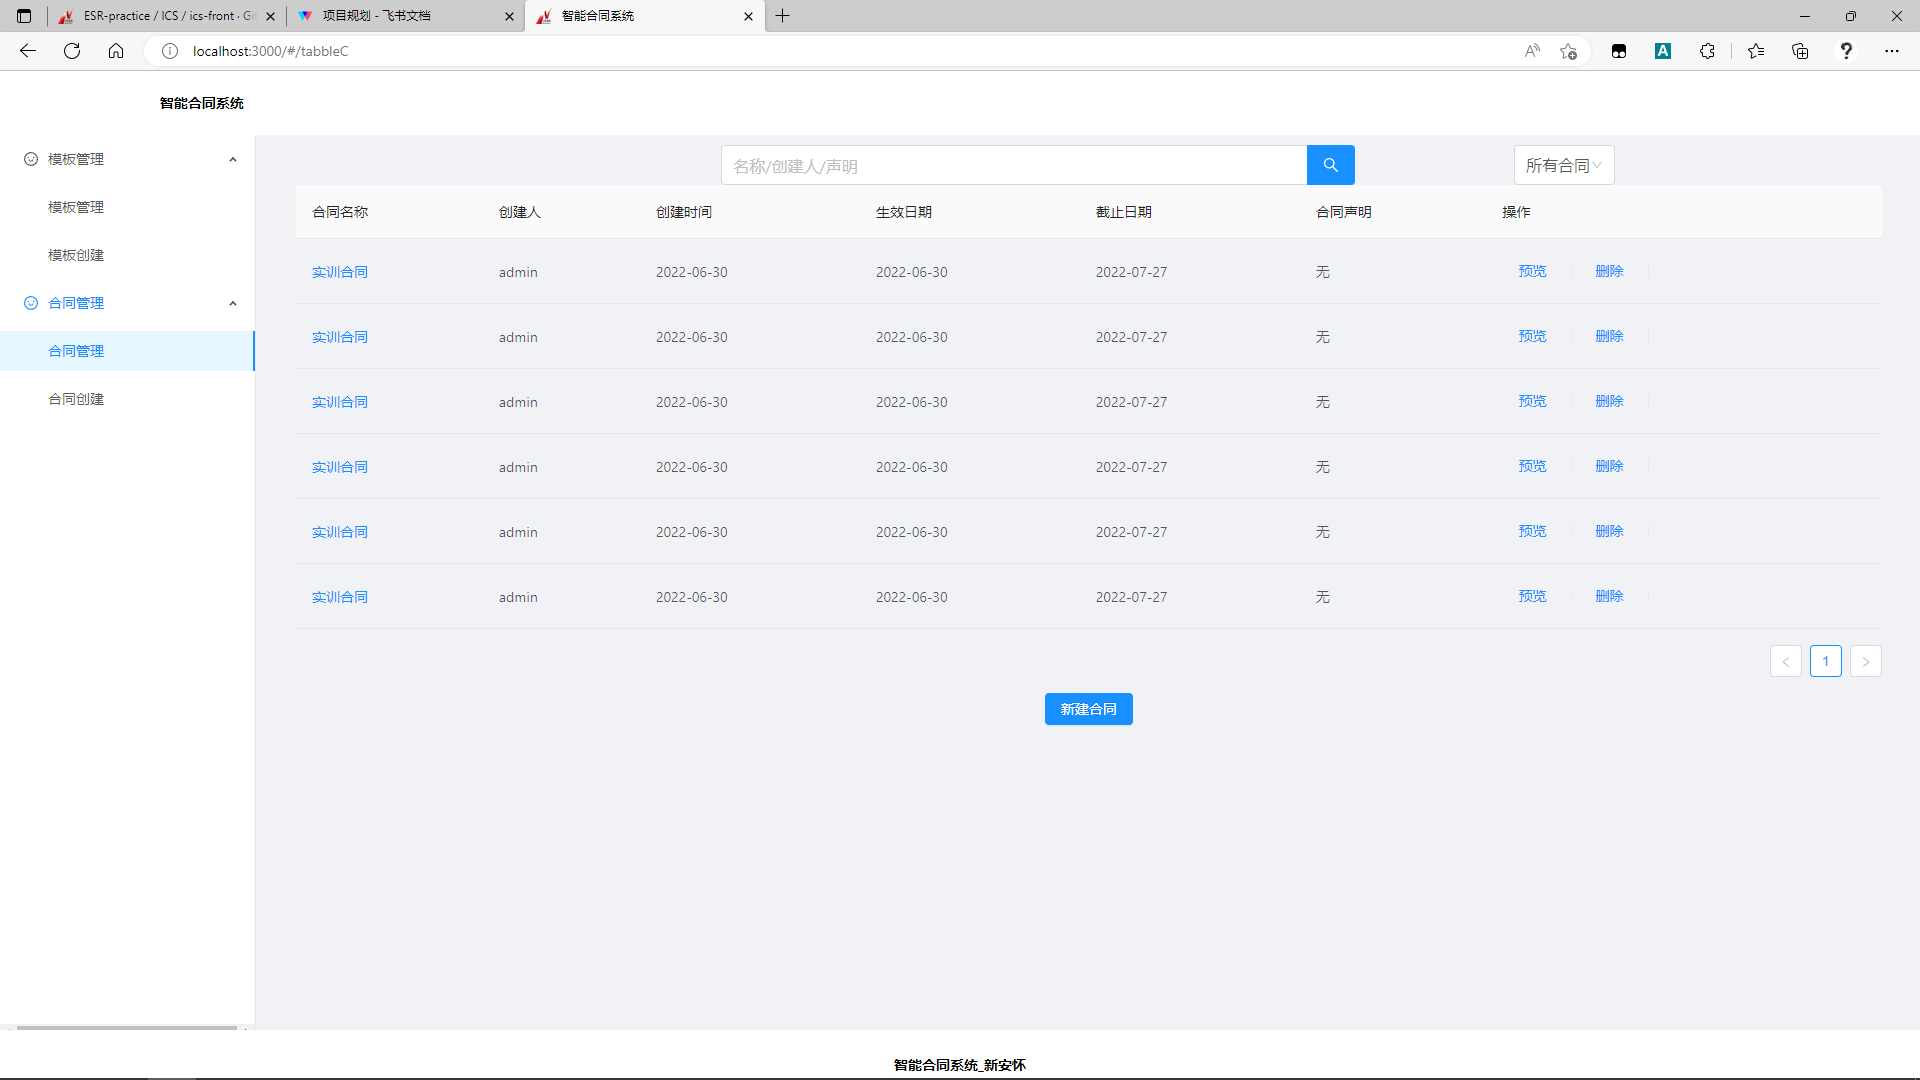 ESR-practice / ICS / ics-front · Gi
项目规划 - 飞书文档
智能合同系统
localhost:3000/#/tabbleC
智能合同系统
模板管理
模板管理
模板创建
合同管理
合同管理
合同创建
名称/创建人/声明
所有合同
合同名称 创建人 创建时间 生效日期 截止日期 合同声明 操作
实训合同 admin 2022-06-30 2022-06-30 2022-07-27 无 预览 删除
实训合同 admin 2022-06-30 2022-06-30 2022-07-27 无 预览 删除
实训合同 admin 2022-06-30 2022-06-30 2022-07-27 无 预览 删除
实训合同 admin 2022-06-30 2022-06-30 2022-07-27 无 预览 删除
实训合同 admin 2022-06-30 2022-06-30 2022-07-27 无 预览 删除
实训合同 admin 2022-06-30 2022-06-30 2022-07-27 无 预览 删除
1
新建合同
智能合同系统_新安怀